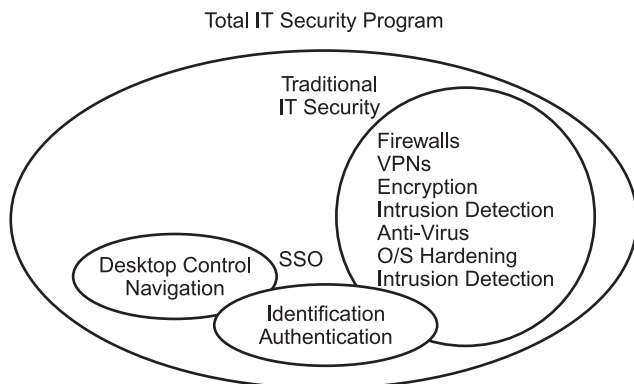 Total IT Security Program
Traditional
IT Security
Firewalls
VPNs
Encryption
Intrusion Detection
Anti-Virus
O/S Hardening
Intrusion Detection
SSO
Desktop Control
Navigation
Identification
Authentication